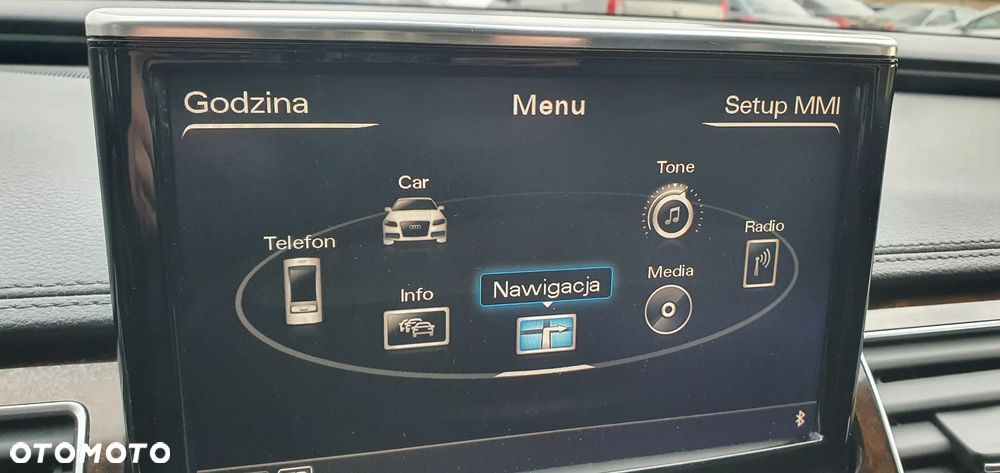 Godzina
Menu
Setup MMI
Car
Tone
Telefon
Radio
Info
Nawigacja
Media
OTOMOTO